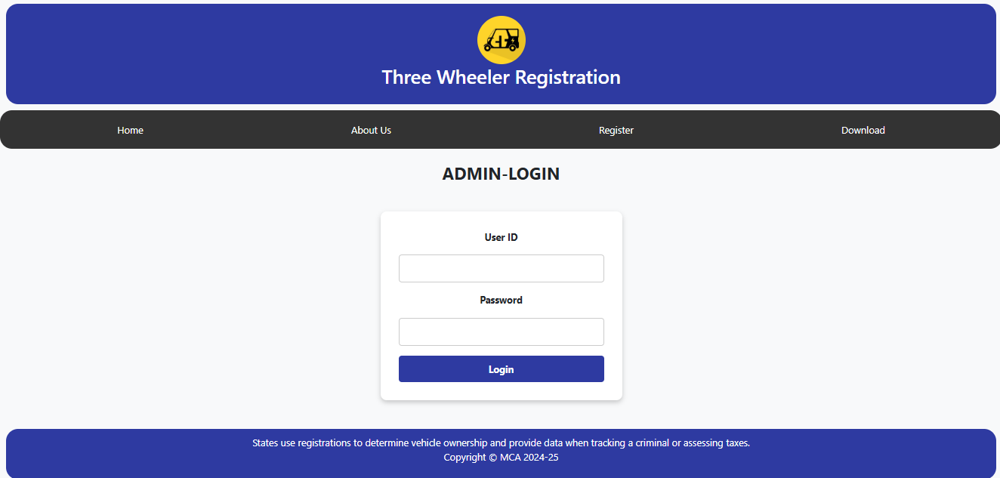 Three Wheeler Registration
Home About Us Register Download
ADMIN-LOGIN
User ID
Password
Login
States use registrations to determine vehicle ownership and provide data when tracking a criminal or assessing taxes.
Copyright © MCA 2024-25